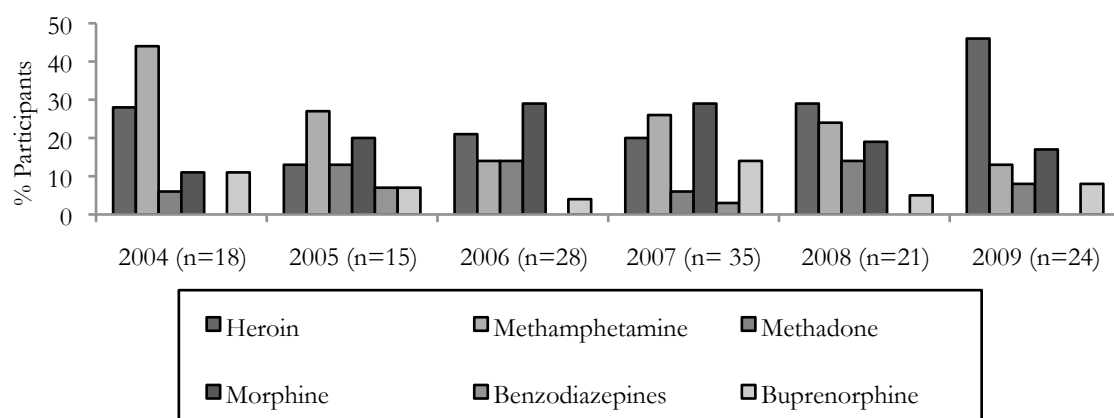 50
40
30
20
10
0
% Participants
2004 (n=18) 2005 (n=15) 2006 (n=28) 2007 (n= 35) 2008 (n=21) 2009 (n=24)
Heroin Methamphetamine Methadone
Morphine Benzodiazepines Buprenorphine